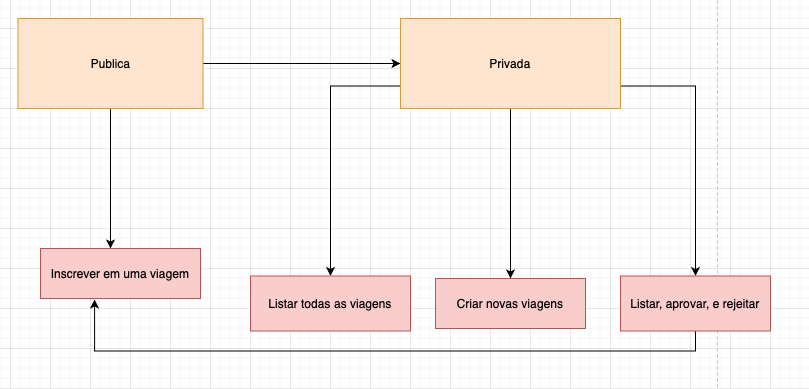 Publica
Privada
Inscrever em uma viagem
Listar todas as viagens
Criar novas viagens
Listar, aprovar, e rejeitar